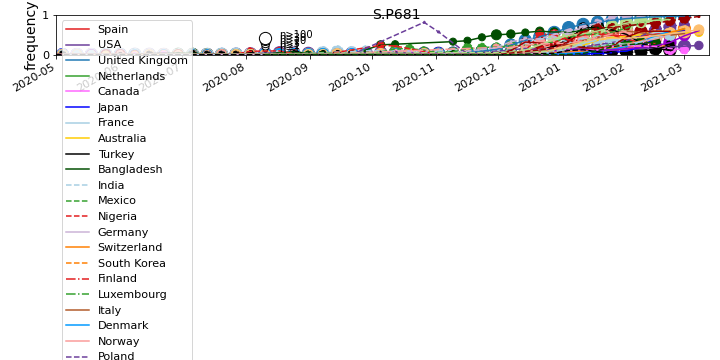 S.P681
frequency
1
0
n>100
2020-05
2020-08
2020-09
2020-10
2020-11
2020-12
2021-01
2021-02
2021-03
Spain
USA
United Kingdom
Netherlands
Canada
Japan
France
Australia
Turkey
Bangladesh
India
Mexico
Nigeria
Germany
Switzerland
South Korea
Finland
Luxembourg
Italy
Denmark
Norway
Poland